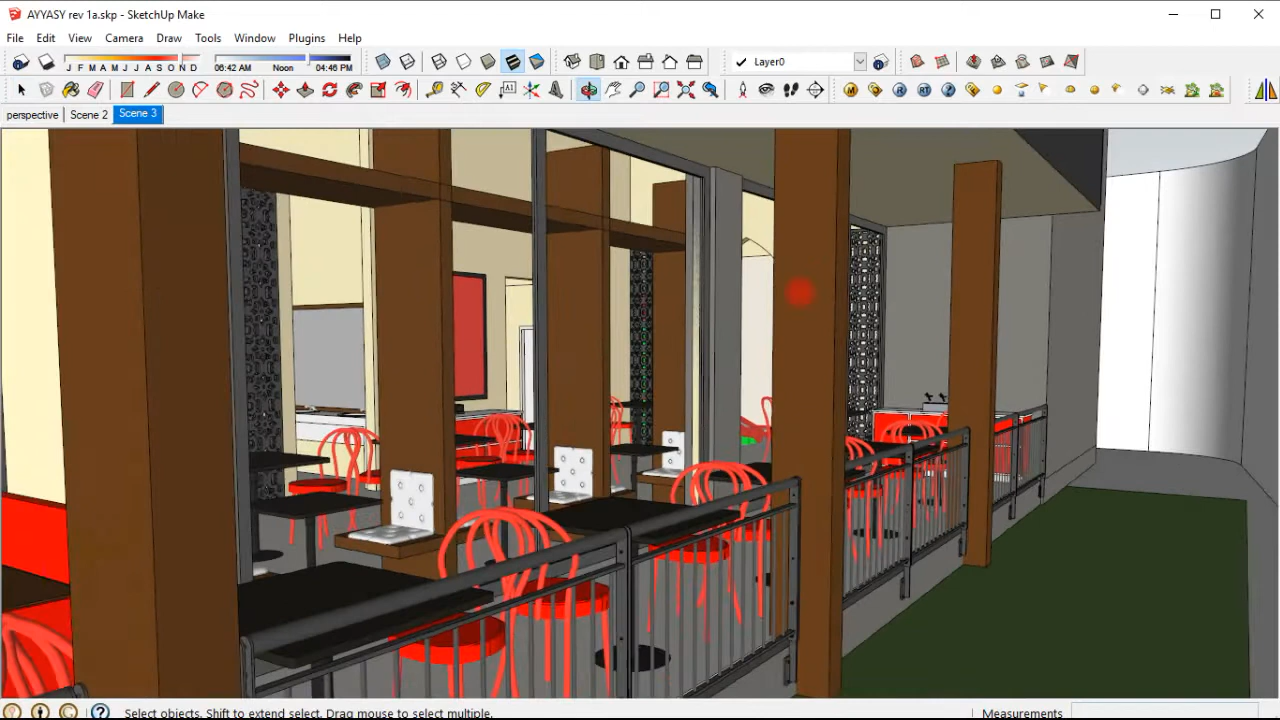 AYYASY rev 1a.skp - SketchUp Make
File Edit View Camera Draw Tools Window Plugins Help
J F M A M J J A S O N D 06:42 AM Noon 04:46 PM Layer0
A1 M R RT
perspective Scene 2 Scene 3
Select objects. Shift to extend select. Drag mouse to select multiple. Measurements